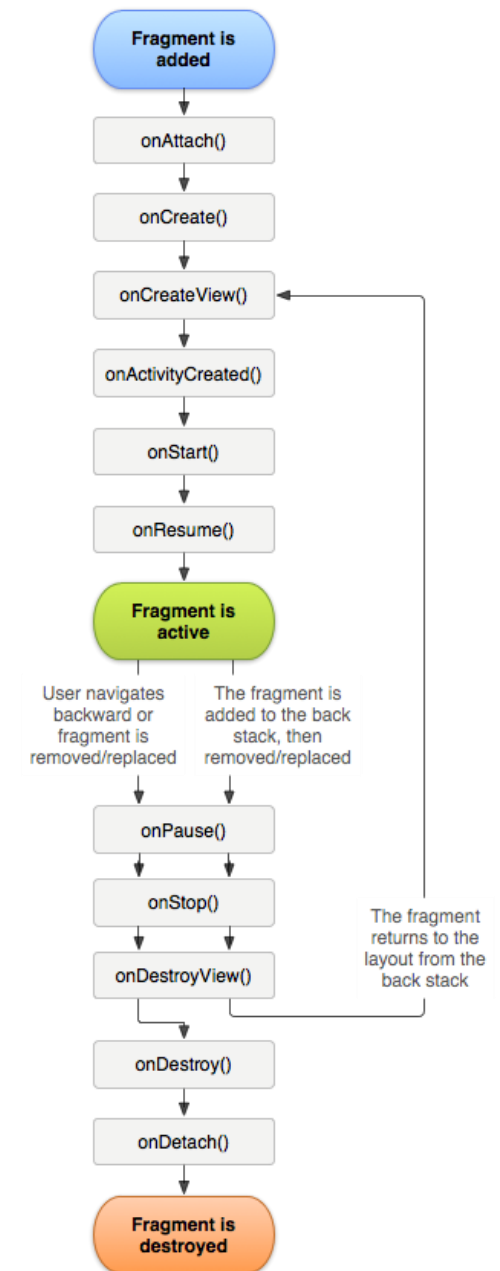 Fragment is
added
onAttach()
onCreate()
onCreateView()
onActivityCreated()
onStart()
onResume()
Fragment is
active
User navigates
backward or
fragment is
removed/replaced
The fragment is
added to the back
stack, then
removed/replaced
onPause()
onStop()
onDestroyView()
The fragment
returns to the
layout from the
back stack
onDestroy()
onDetach()
Fragment is
destroyed